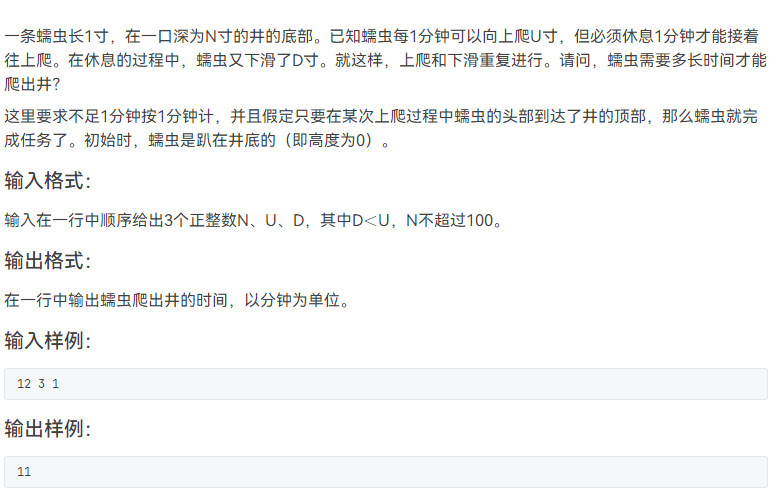 一条蠕虫长1寸，在一口深为N寸的井的底部。已知蠕虫每1分钟可以向上爬U寸，但必须休息1分钟才能接着
往上爬。在休息的过程中，蠕虫又下滑了D寸。就这样，上爬和下滑重复进行。请问，蠕虫需要多长时间才能
爬出井？
这里要求不足1分钟按1分钟计，并且假定只要在某次上爬过程中蠕虫的头部到达了井的顶部，那么蠕虫就完
成任务了。初始时，蠕虫是趴在井底的（即高度为0）。
输入格式：
输入在一行中顺序给出3个正整数N、U、D，其中D＜U，N不超过100。
输出格式：
在一行中输出蠕虫爬出井的时间，以分钟为单位。
输入样例：
12 3 1
输出样例：
11